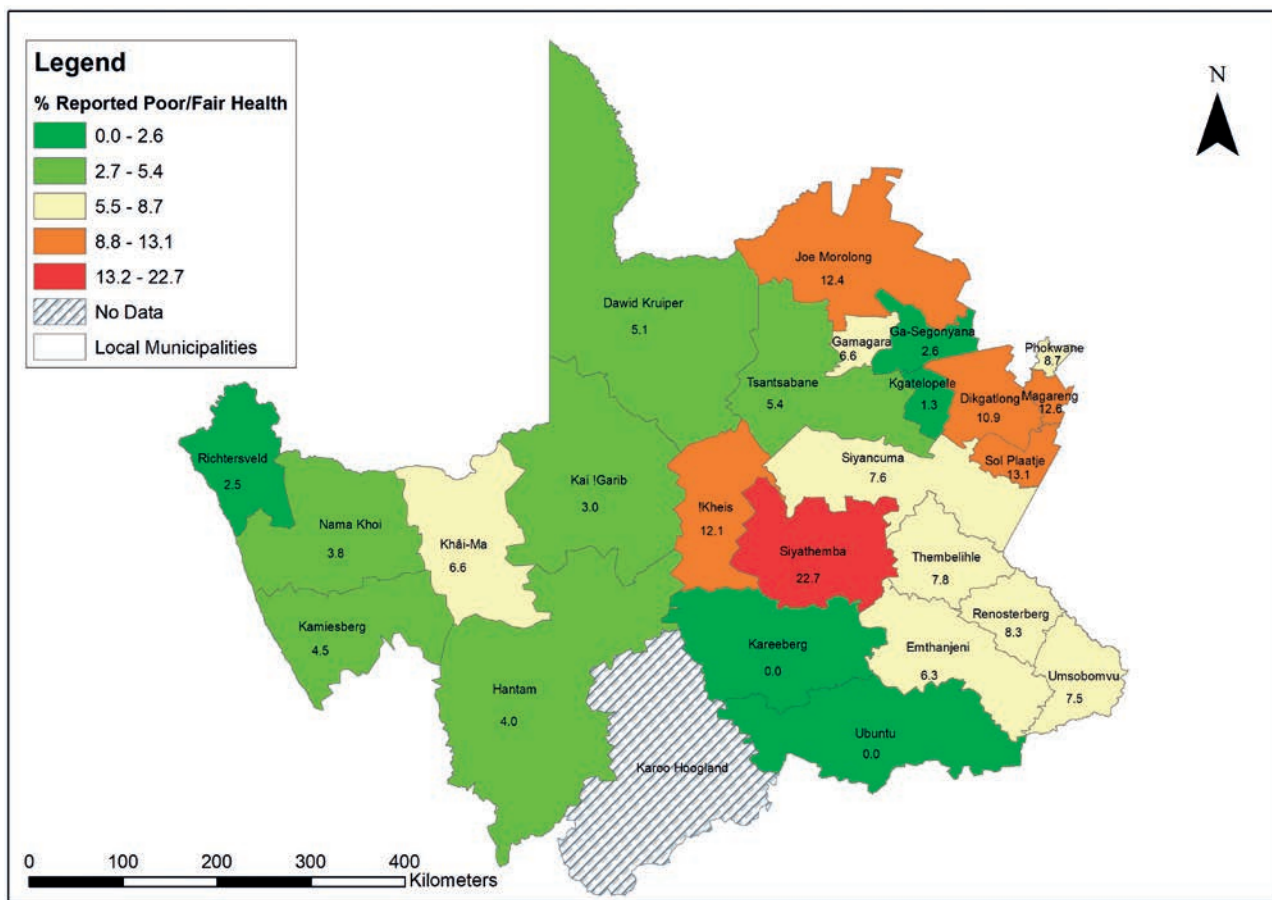 Legend
% Reported Poor/Fair Health
0.0 - 2.6
2.7 - 5.4
5.5 - 8.7
8.8 - 13.1
13.2 - 22.7
No Data
Local Municipalities
N
Joe Morolong
12.4
Dawid Kruiper
5.1
Ga-Segonyana
2.6
Gamagara
6.6
Phokwane
8.7
Tsantsabane
5.4
Kgatelopele
1.3
Dikgatlong
10.9
Magareng
12.6
Richtersveld
2.5
Siyancuma
7.6
Sol Plaatje
13.1
Kai !Garib
3.0
!Kheis
12.1
Nama Khoi
3.8
Khâi-Ma
6.6
Siyathemba
22.7
Thembelihle
7.8
Renosterberg
8.3
Kamiesberg
4.5
Kareeberg
0.0
Emthanjeni
6.3
Umsobomvu
7.5
Hantam
4.0
Ubuntu
0.0
Karoo Hoogland
0 100 200 300 400
Kilometers